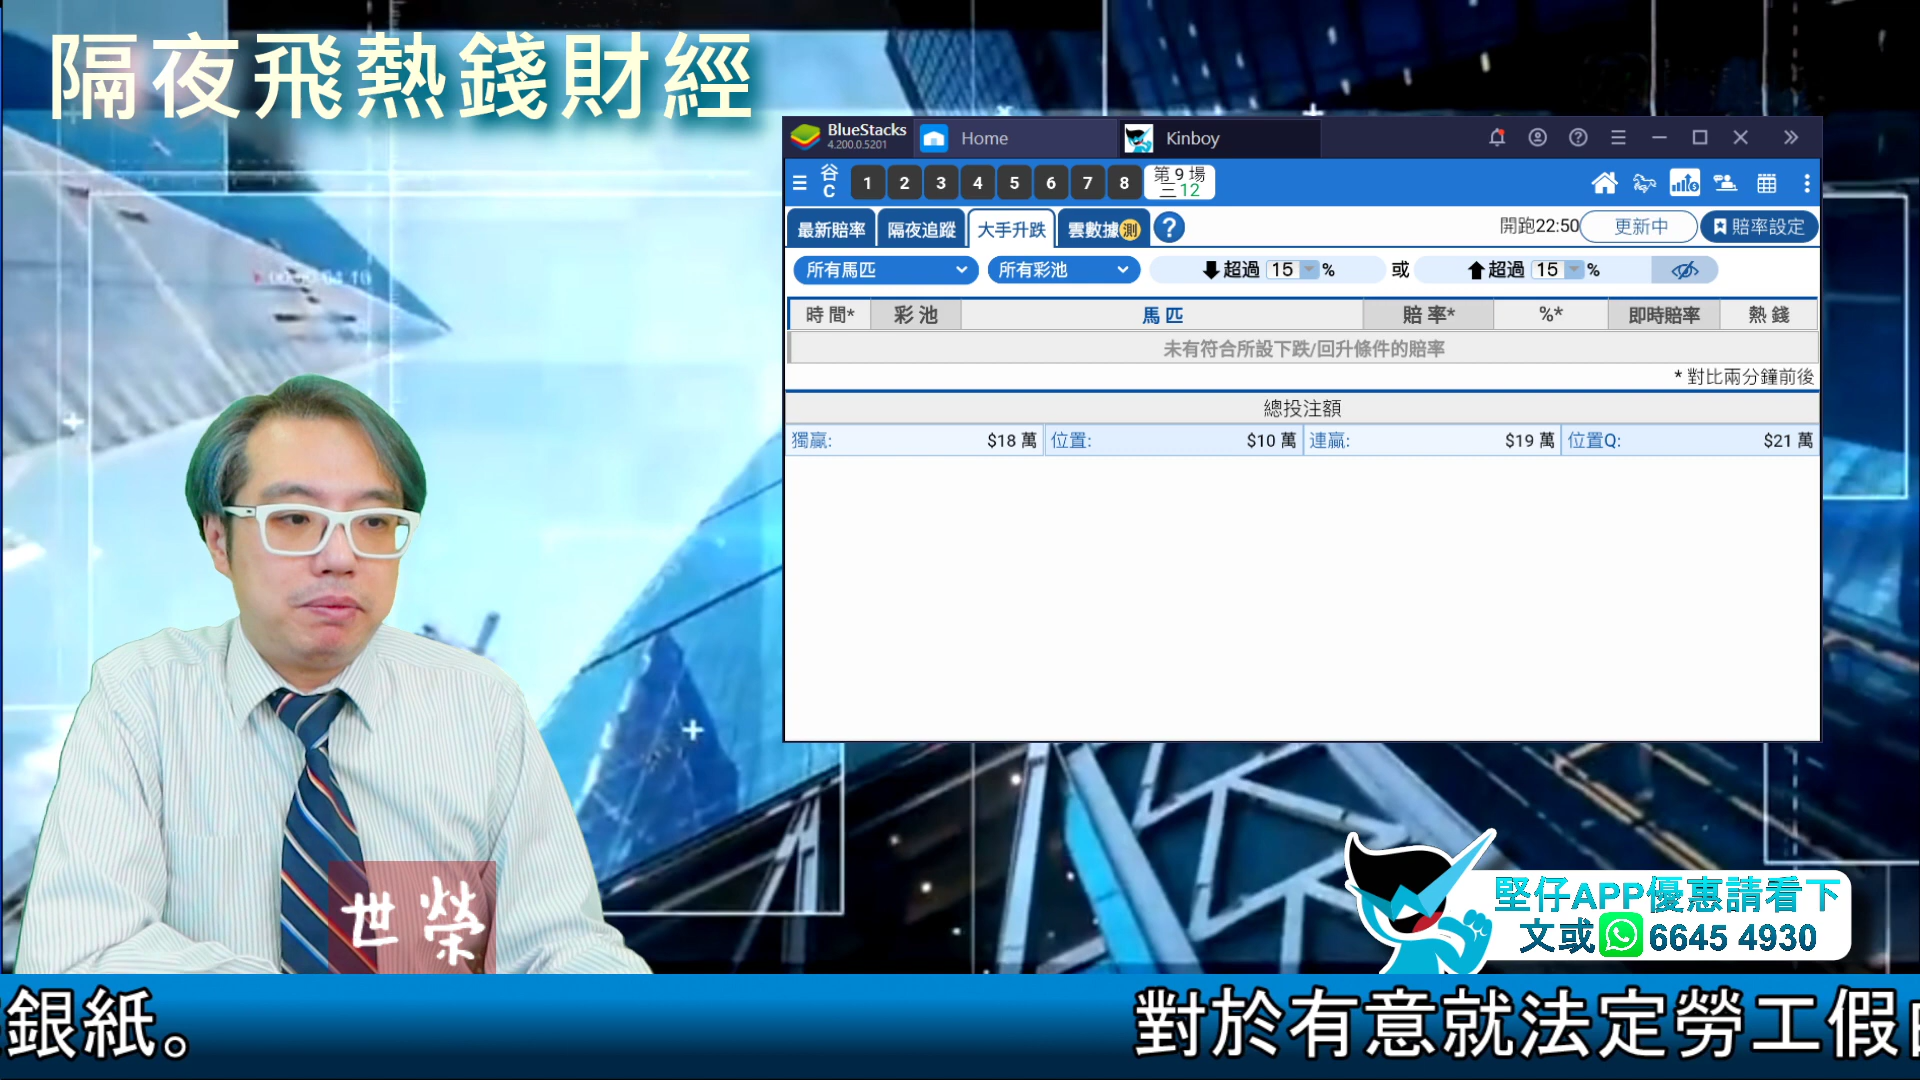 隔夜飛熱錢財經
BlueStacks
4.200.0.5201
Home
Kinboy
谷
C
1 2 3 4 5 6 7 8
第 9 場
三 12
最新賠率 隔夜追蹤 大手升跌 雲數據 測 ?
開跑22:50 更新中 賠率設定
所有馬匹 所有彩池 超過 15 % 或 超過 15 %
時 間* 彩 池 馬 匹 賠 率* %* 即時賠率 熱 錢
未有符合所設下跌/回升條件的賠率
* 對比兩分鐘前後
總投注額
獨贏: $18 萬 位置: $10 萬 連贏: $19 萬 位置Q: $21 萬
世榮
堅仔APP優惠請看下
文或 6645 4930
銀紙。 對於有意就法定勞工假